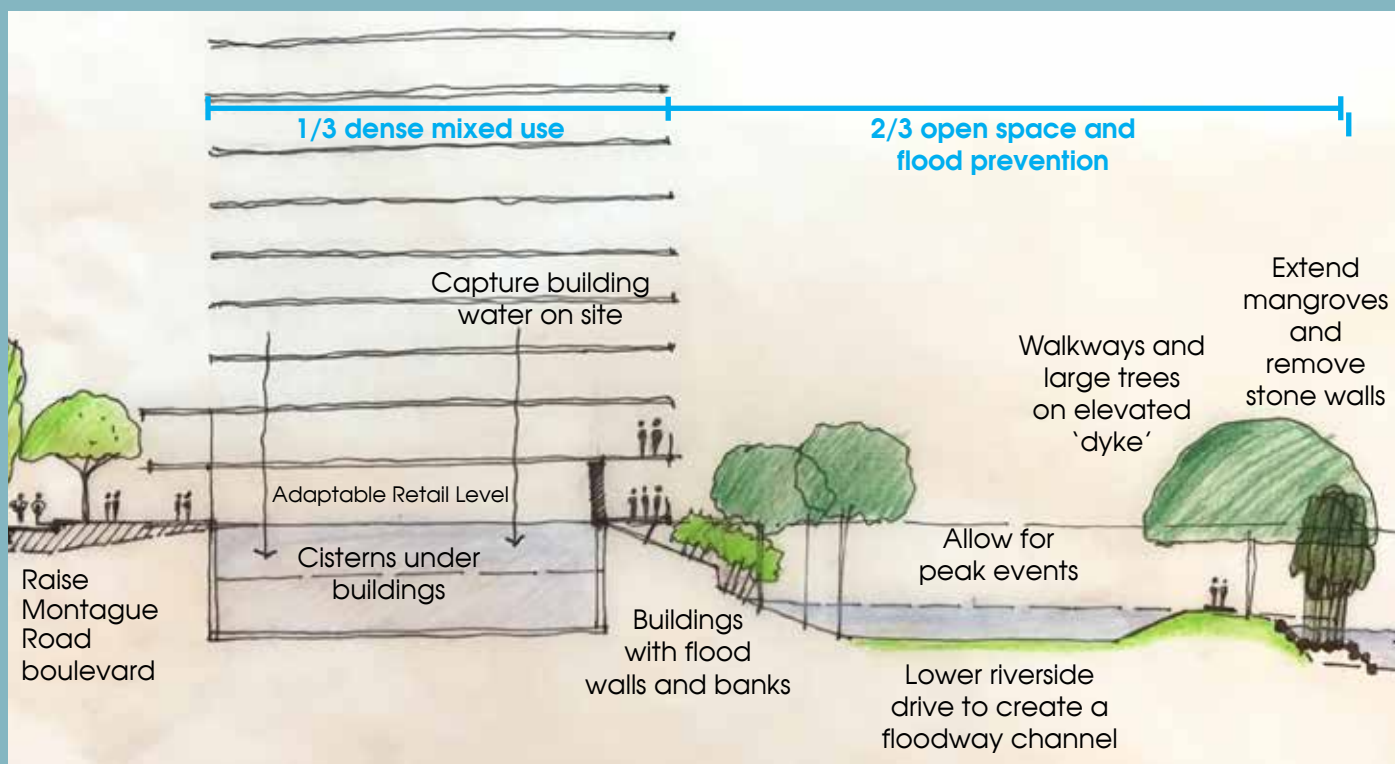 1/3 dense mixed use
2/3 open space and
flood prevention
Capture building
water on site
Extend
mangroves
and
remove
stone walls
Walkways and
large trees
on elevated
‘dyke’
Adaptable Retail Level
Cisterns under
buildings
Allow for
peak events
Raise
Montague
Road
boulevard
Buildings
with flood
walls and banks
Lower riverside
drive to create a
floodway channel